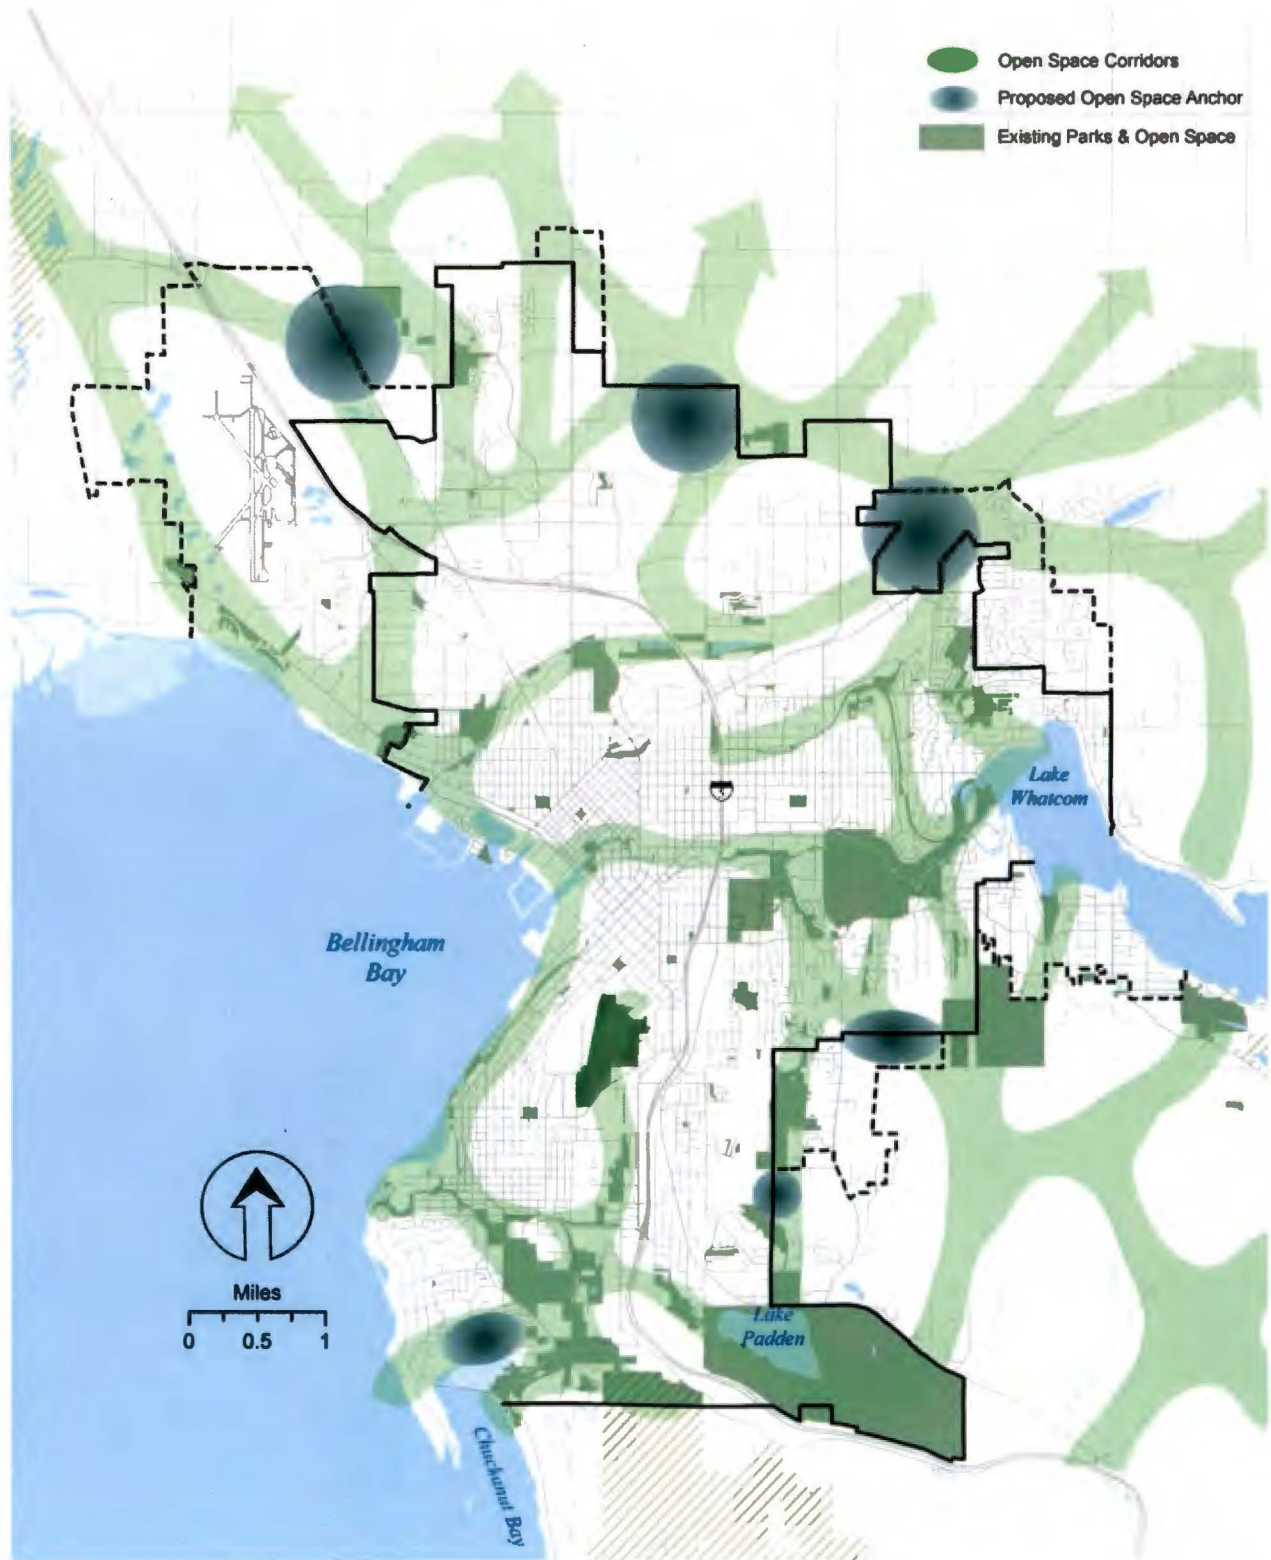 Open Space Corridors
Proposed Open Space Anchor
Existing Parks & Open Space
Lake
Whatcom
5
Bellingham
Bay
Miles
0 0.5 1
Lake
Padden
Chuckanut Bay